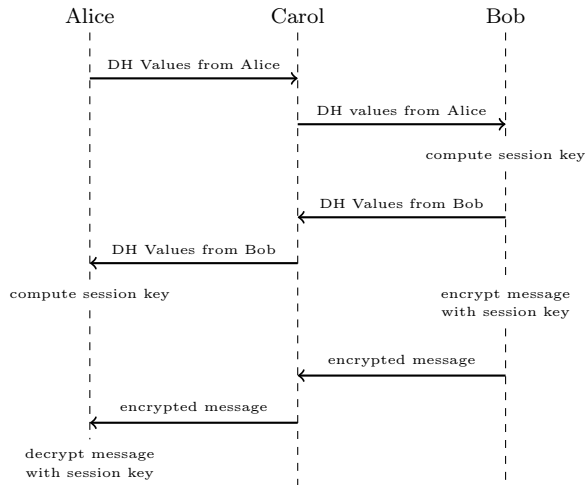 Alice Carol Bob
DH Values from Alice
DH values from Alice
compute session key
DH Values from Bob
DH Values from Bob
compute session key
encrypt message
with session key
encrypted message
encrypted message
decrypt message
with session key